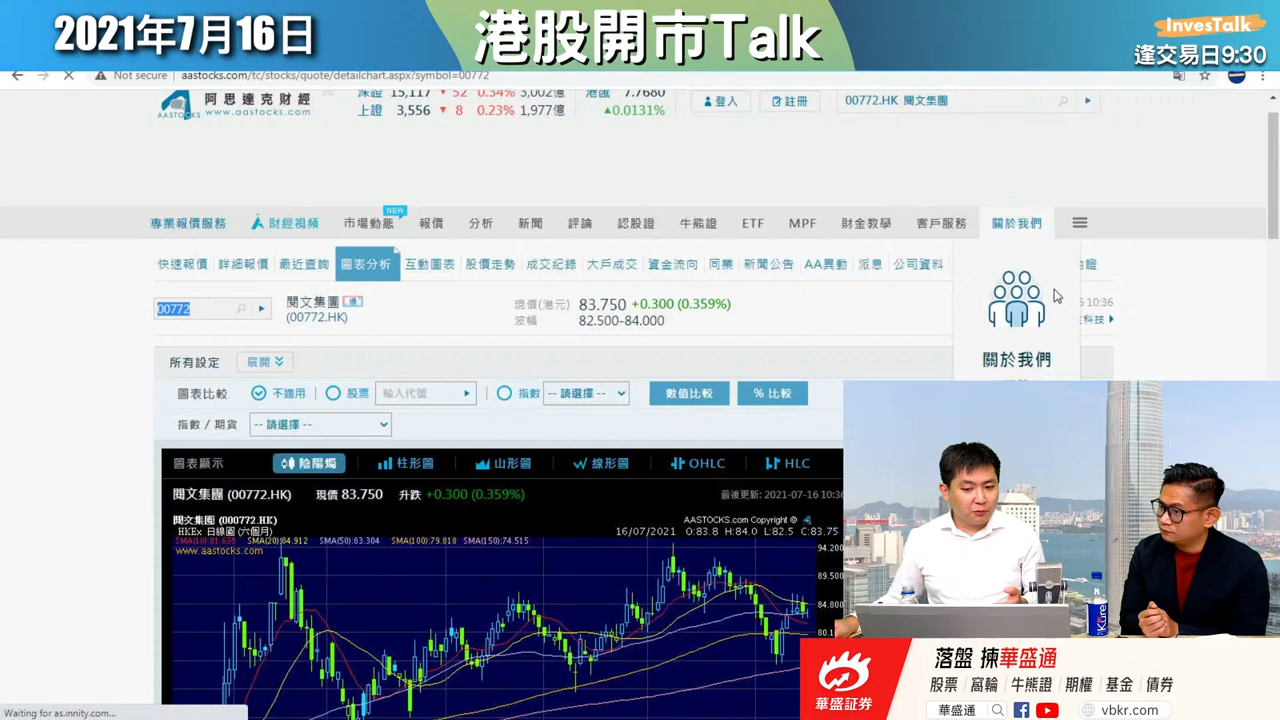 2021年7月16日
港股開市Talk
InvesTalk
逢交易日9:30
Not secure | aastocks.com/tc/stocks/quote/detailchart.aspx?symbol=00772
阿思達克財經
www.aastocks.com
AASTOCKS
深證 15,117 ▼ 52 0.34% 3,002億
上證 3,556 ▼ 8 0.23% 1,977億
港匯 7.7680
▲0.0131%
登入
註冊
00772.HK 閱文集團
專業報價服務 財經視頻 市場動態 NEW 報價 分析 新聞 評論 認股證 牛熊證 ETF MPF 財金教學 客戶服務 關於我們
快速報價 詳細報價 最近查詢 圖表分析 互動圖表 股價走勢 成交紀錄 大戶成交 資金流向 同業 新聞公告 AA異動 派息 公司資料
00772
閱文集團
(00772.HK)
現價(港元) 83.750 +0.300 (0.359%)
波幅 82.500-84.000
10:36
關於我們
所有設定 展開
圖表比較 不適用 股票 輸入代號 指數 -- 請選擇 -- 數值比較 % 比較
指數 / 期貨 -- 請選擇 --
圖表顯示 陰陽燭 柱形圖 山形圖 線形圖 OHLC HLC
閱文集團 (00772.HK) 現價 83.750 升跌 +0.300 (0.359%) 最後更新: 2021-07-16 10:36
閱文集團 (000772.HK) AASTOCKS.com Copyright ©
HKEx 日線圖 (六個月) 16/07/2021 O:83.8 H:84.0 L:82.5 C:83.75
SMA(10):81.635 SMA(20):84.912 SMA(50):83.304 SMA(100):79.818 SMA(150):74.515
www.aastocks.com
94.200
89.500
84.800
80.1
Waiting for as.innity.com...
華盛証券
落盤 揀華盛通
股票 | 窩輪 | 牛熊證 | 期權 | 基金 | 債券
華盛通
vbkr.com